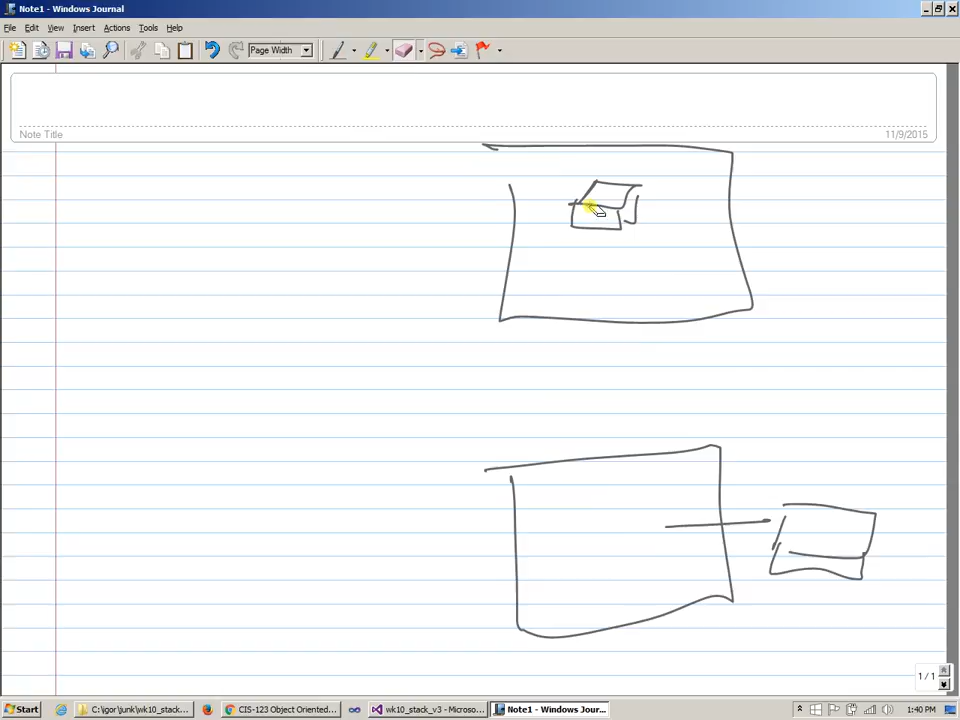 Note1 - Windows Journal
File Edit View Insert Actions Tools Help
Page Width
Note Title 11/9/2015
1 / 1
Start C:\igor\junk\wk10_stack... CIS-123 Object Oriented... wk10_stack_v3 - Microso... Note1 - Windows Jour... 1:40 PM